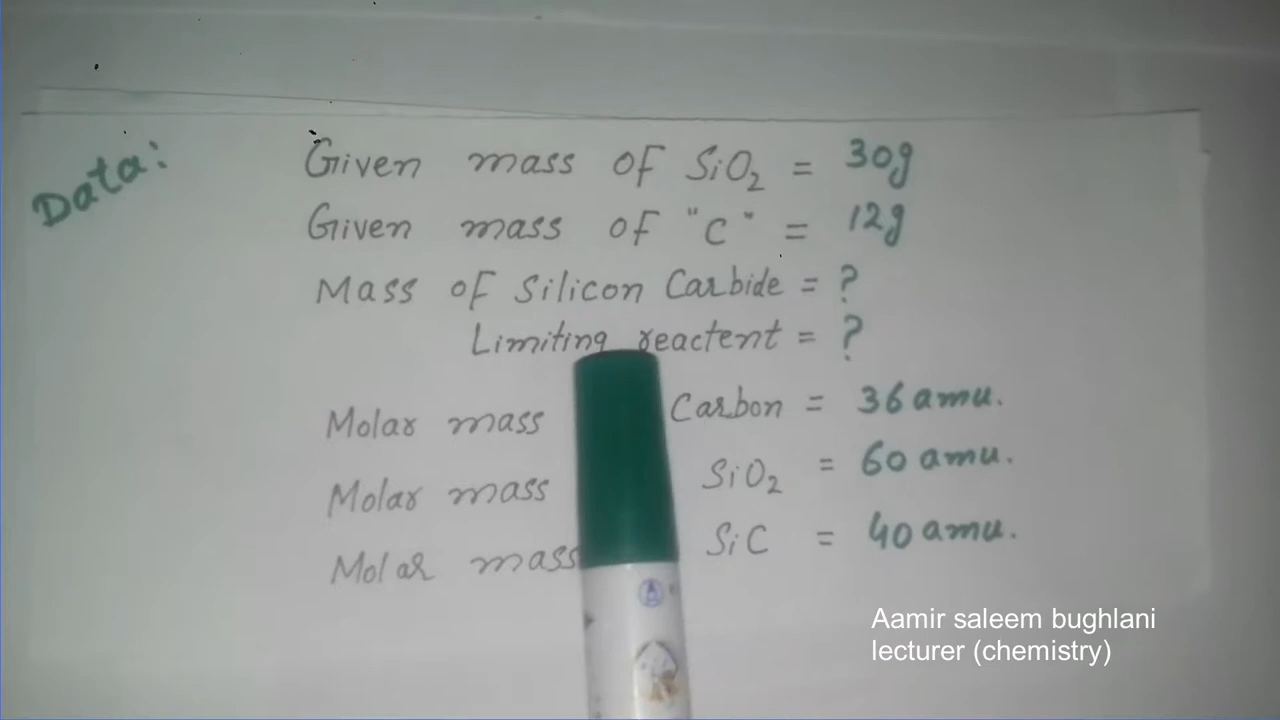 Data:
Given mass of SiO₂ = 30g
Given mass of "C" = 12g
Mass of Silicon Carbide = ?
Limiting reactent = ?
Molar mass Carbon = 36 amu.
Molar mass SiO₂ = 60 amu.
Molar mass SiC = 40 amu.
Aamir saleem bughlani
lecturer (chemistry)